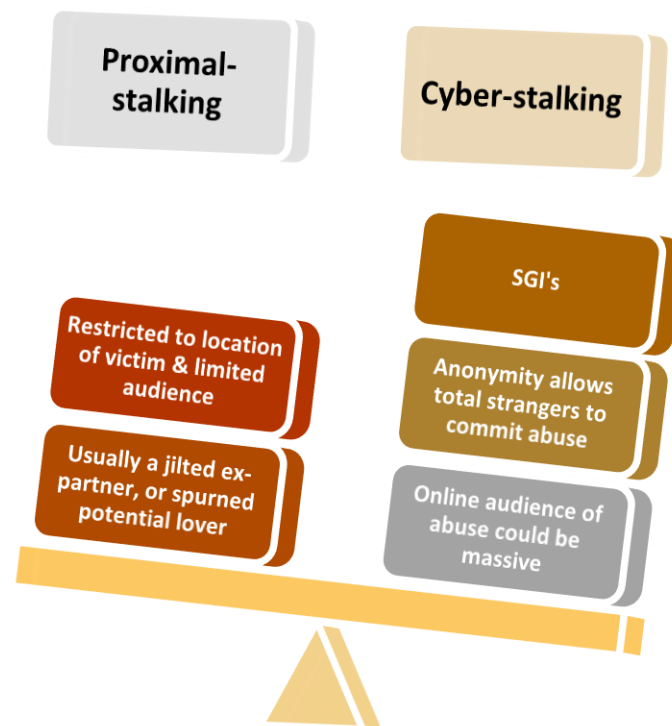 Proximal-
stalking
Cyber-stalking
Restricted to location
of victim & limited
audience
Usually a jilted ex-
partner, or spurned
potential lover
SGI's
Anonymity allows
total strangers to
commit abuse
Online audience of
abuse could be
massive